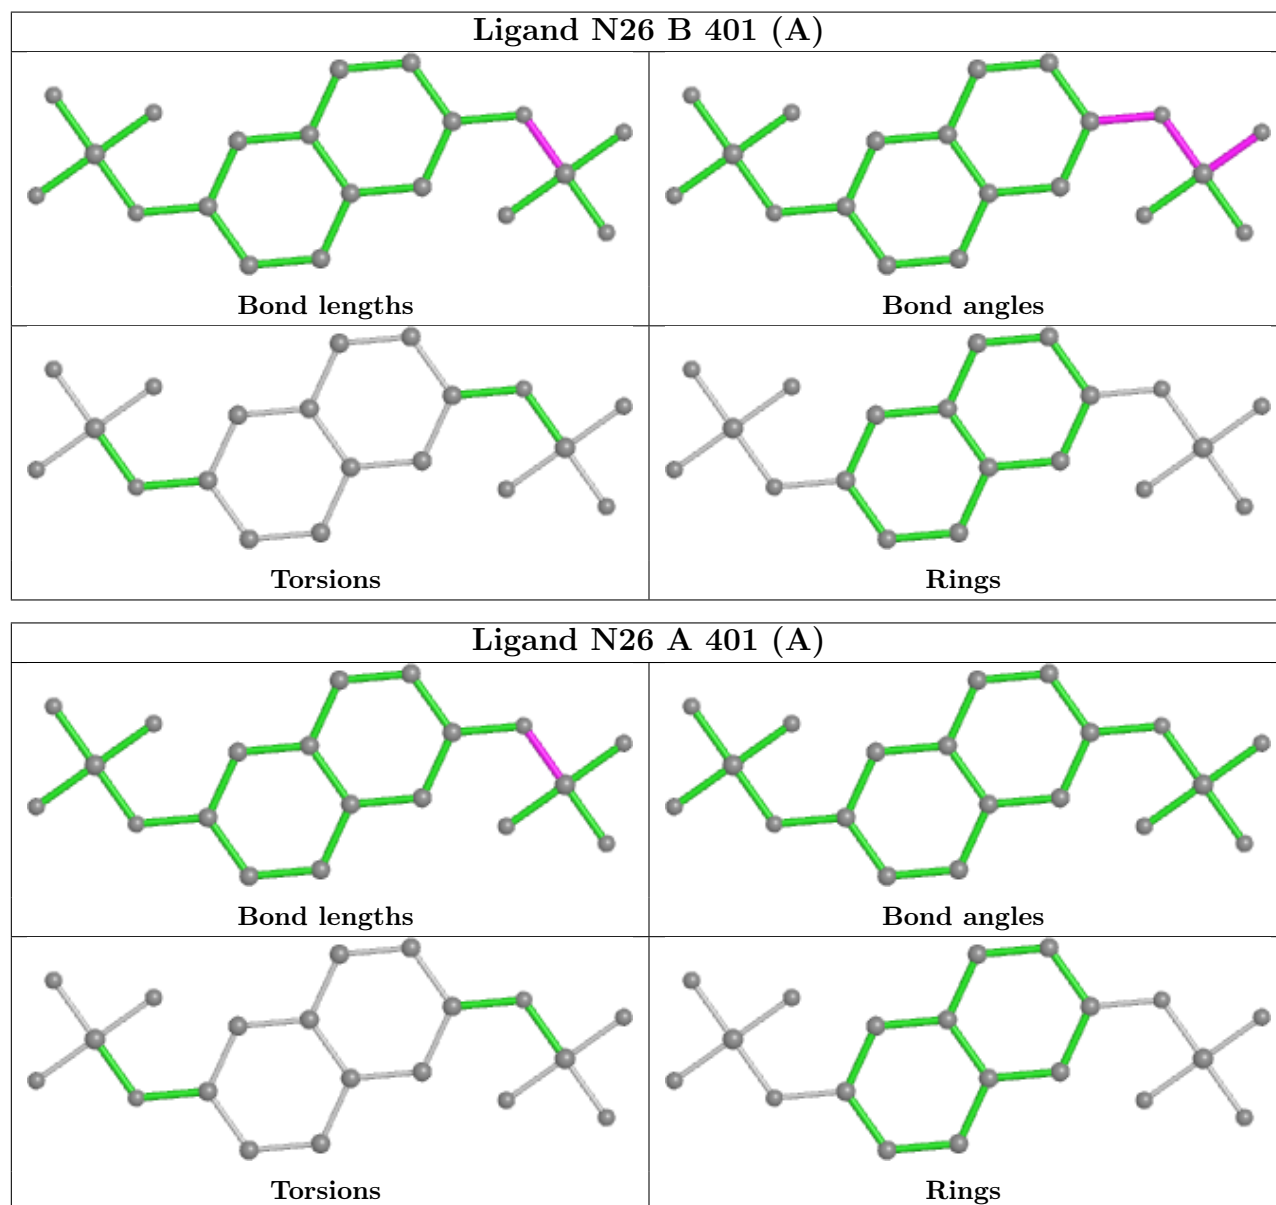 Ligand N26 B 401 (A)
Bond lengths
Bond angles
Torsions
Rings
Ligand N26 A 401 (A)
Bond lengths
Bond angles
Torsions
Rings